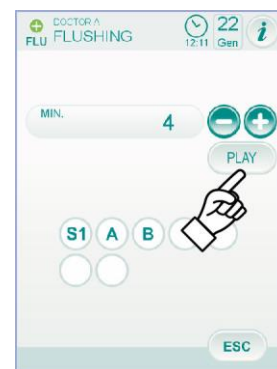 DOCTOR A
FLU FLUSHING
12:11
22
Gen
i
MIN. 4
PLAY
S1 A B
ESC